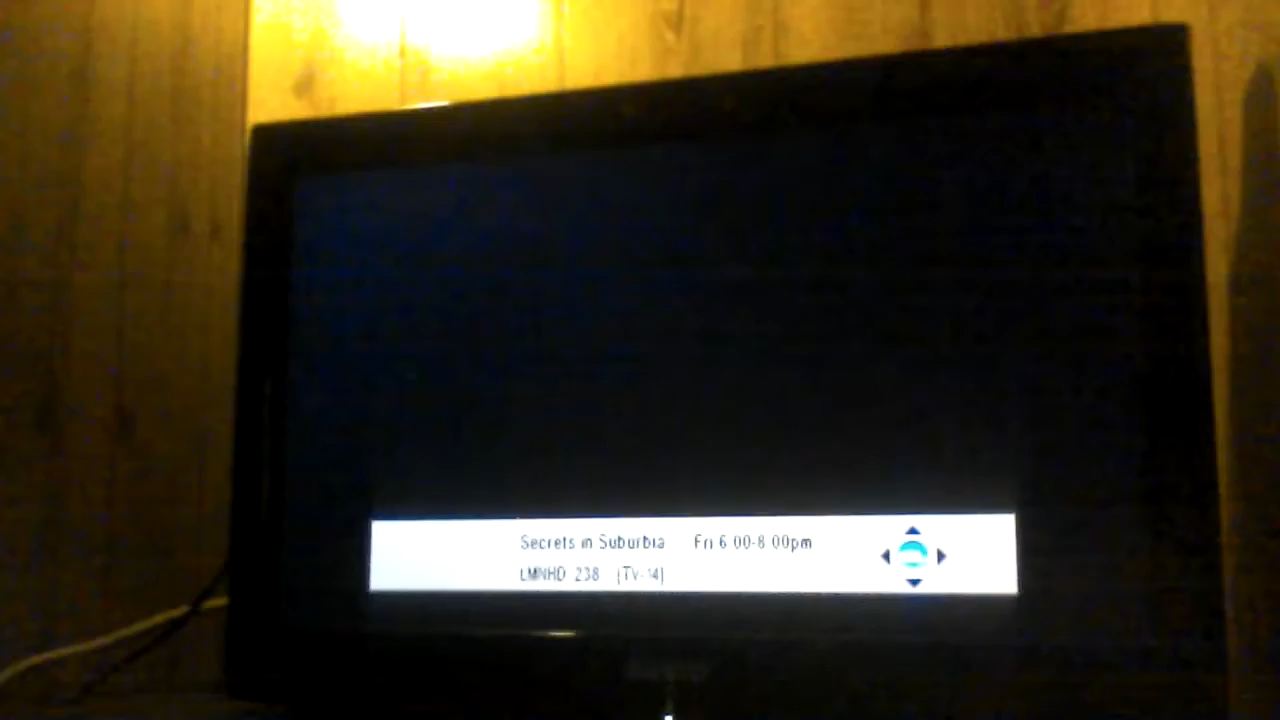 Secrets in Suburbia Fri 6:00-8:00pm
LMNHD 238 [TV-14]